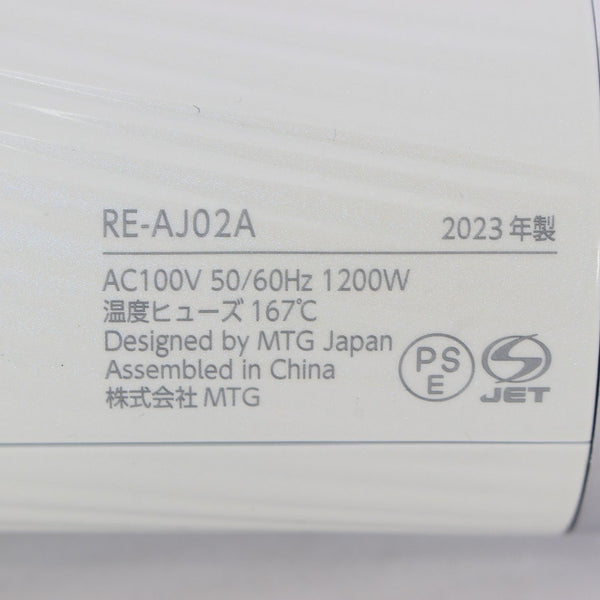 RE-AJ02A 2023年製
AC100V 50/60Hz 1200W
温度ヒューズ 167℃
Designed by MTG Japan
Assembled in China
株式会社 MTG
PS
E
JET